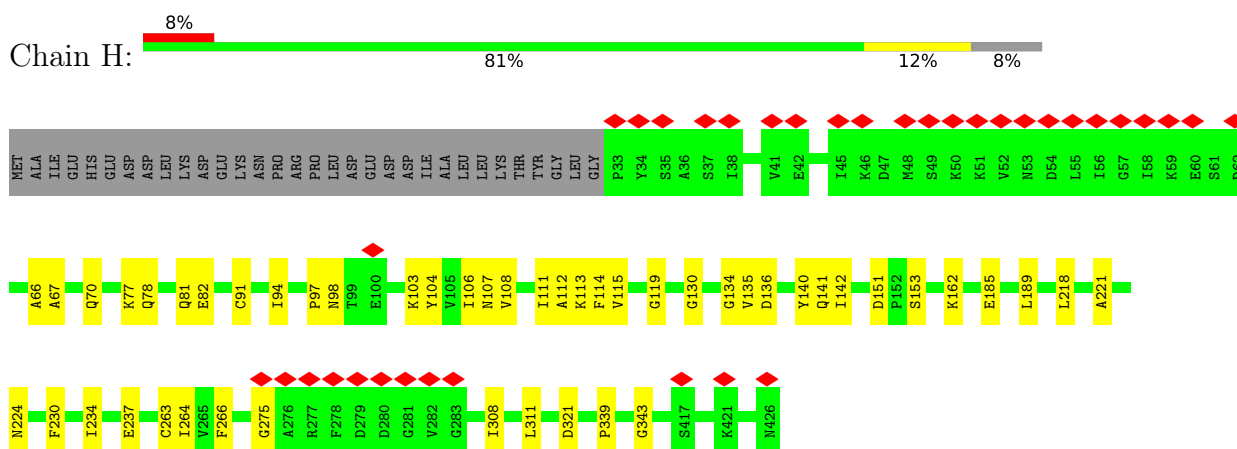 8%
Chain H:
81% 12% 8%
MET ALA ILE GLU HIS GLU ASP ASP LEU LYS ASP GLU LYS ASN PRO ARG PRO LEU ASP GLU ASP ASP ILE ALA LEU LEU LYS THR TYR GLY LEU GLY P33 Y34 S35 A36 S37 I38 V41 E42 I45 K46 D47 M48 S49 K50 K51 V52 N53 D54 L55 I56 G57 I58 K59 E60 S61
A66 A67 Q70 K77 Q78 Q81 E82 C91 I94 P97 N98 T99 E100 K103 Y104 V105 I106 N107 V108 I111 A112 K113 F114 V115 G119 G130 G134 V135 D136 Y140 Q141 I142 D151 P152 S153 K162 E185 L189 L218 A221
N224 F230 I234 E237 C263 I264 V265 F266 G275 A276 R277 F278 D279 D280 G281 V282 G283 I308 L311 D321 P339 G343 S417 K421 N426